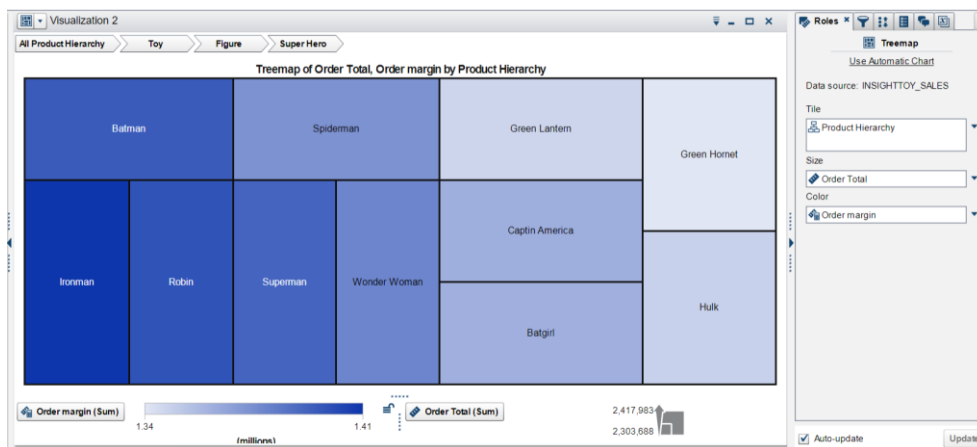 Visualization 2
All Product Hierarchy Toy Figure Super Hero
Treemap of Order Total, Order margin by Product Hierarchy
Batman
Spiderman
Green Lantern
Green Hornet
Ironman
Robin
Superman
Wonder Woman
Captin America
Batgirl
Hulk
Order margin (Sum)
1.34
1.41
(millions)
Order Total (Sum)
2,417,983
2,303,688
Roles
Treemap
Use Automatic Chart
Data source: INSIGHTTOY_SALES
Tile
Product Hierarchy
Size
Order Total
Color
Order margin
Auto-update
Updat